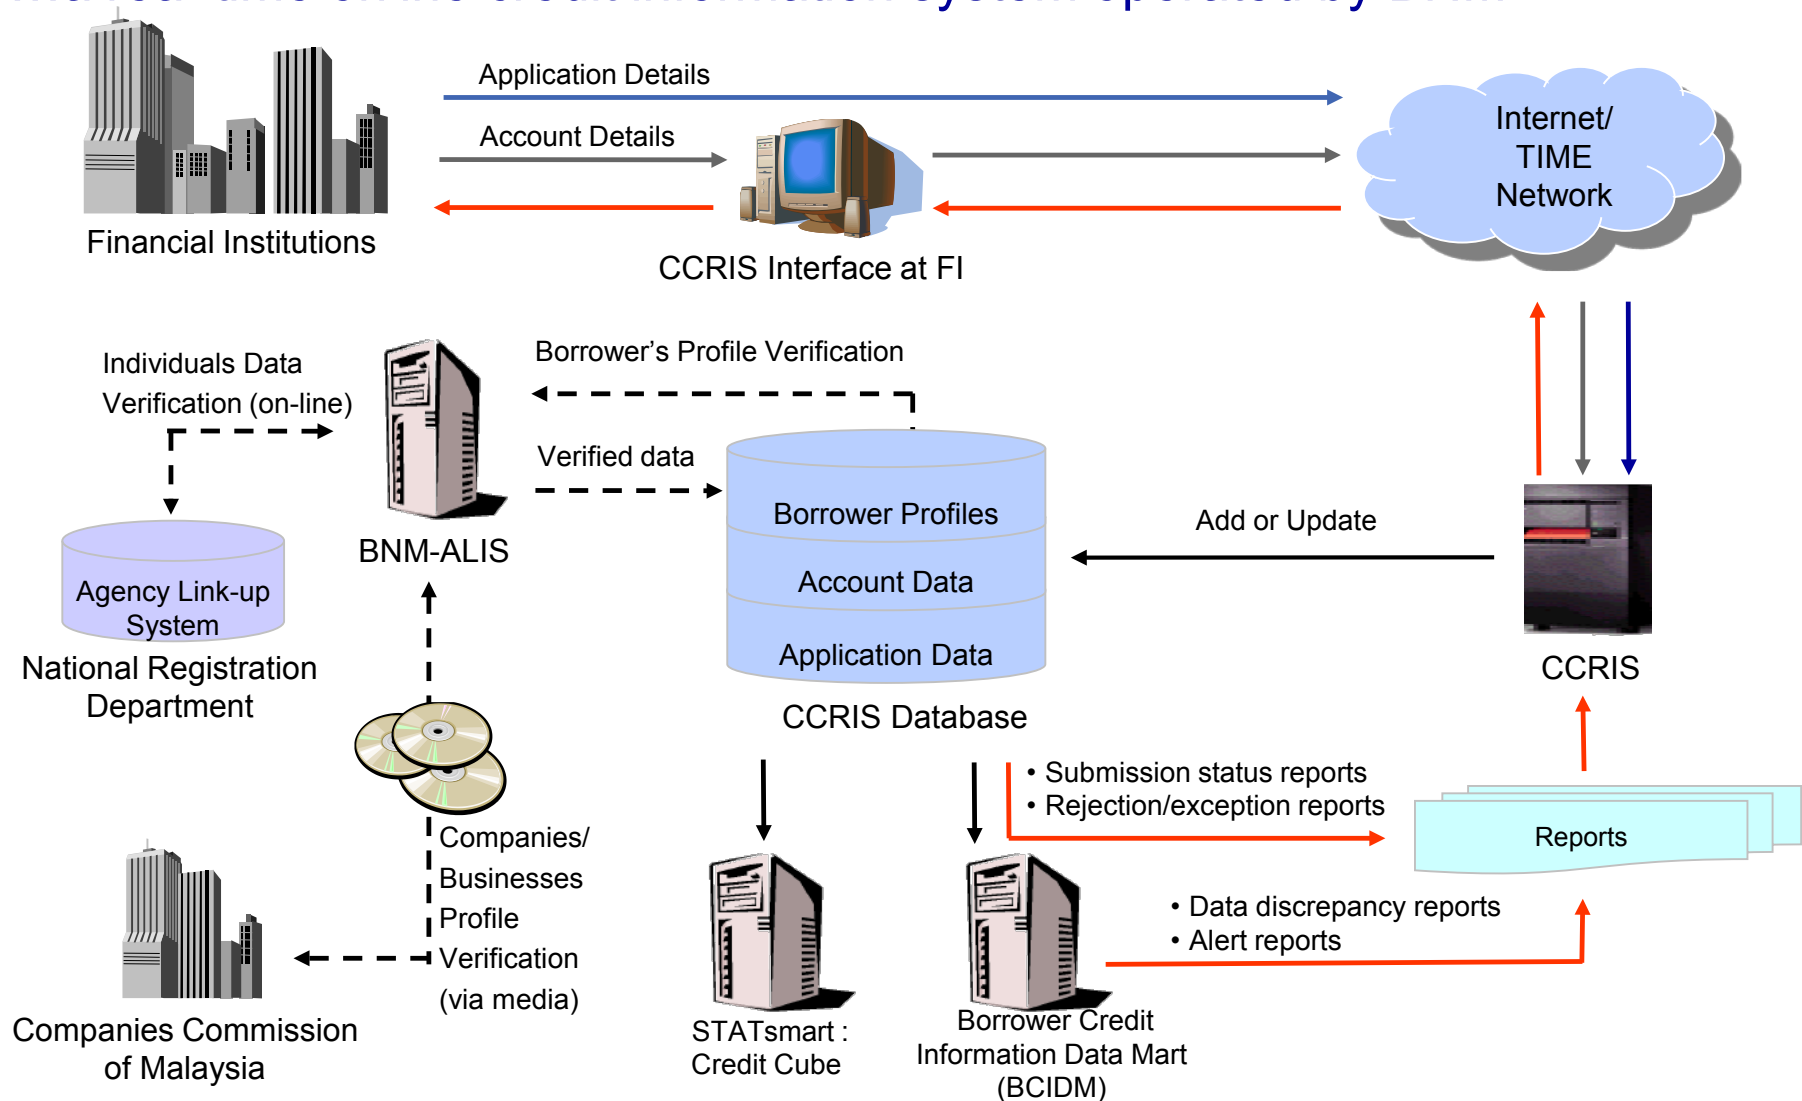 Application Details
Account Details
Internet/
TIME
Network
Financial Institutions
CCRIS Interface at FI
Individuals Data
Verification (on-line)
Borrower's Profile Verification
Verified data
Borrower Profiles
Account Data
Application Data
CCRIS Database
Add or Update
CCRIS
BNM-ALIS
Agency Link-up
System
National Registration
Department
• Submission status reports
• Rejection/exception reports
Reports
• Data discrepancy reports
• Alert reports
Companies/
Businesses
Profile
Verification
(via media)
Companies Commission
of Malaysia
STATsmart :
Credit Cube
Borrower Credit
Information Data Mart
(BCIDM)